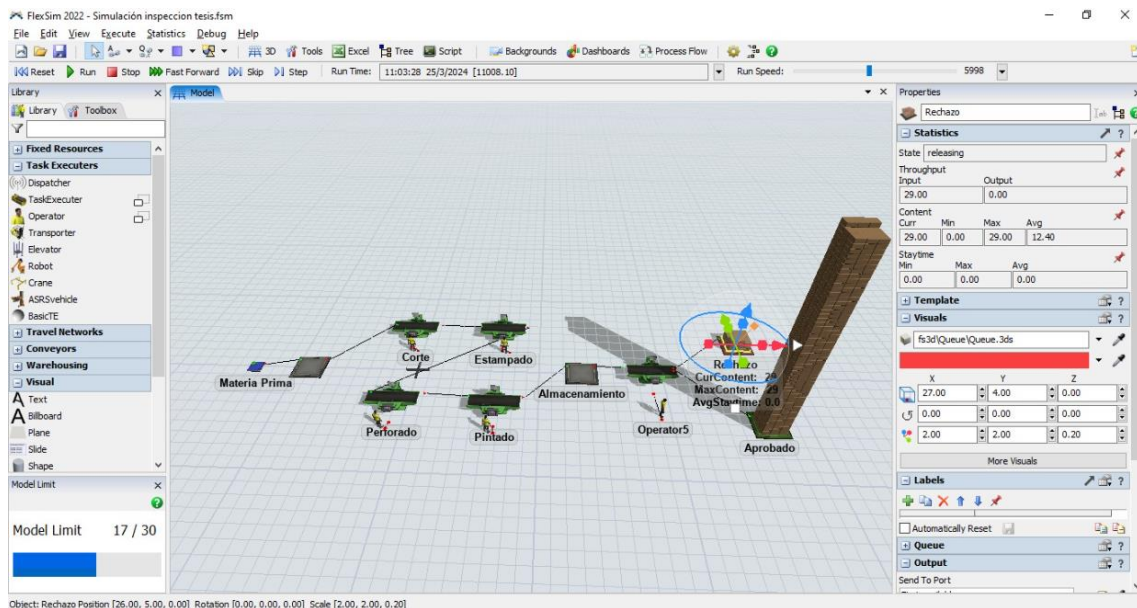 FlexSim 2022 - Simulación inspeccion tesis.fsm
File Edit View Execute Statistics Debug Help
3D Tools Excel Tree Script Backgrounds Dashboards Process Flow
Reset Run Stop Fast Forward Skip Step Run Time: 11:03:28 25/3/2024 [11008.10] Run Speed: 5998
Library
Library Toolbox
Fixed Resources
Task Executers
Dispatcher
TaskExecuter
Operator
Transporter
Elevator
Robot
Crane
ASRSvehicle
BasicTE
Travel Networks
Conveyors
Warehousing
Visual
Text
Billboard
Plane
Slide
Shape
Model Limit
Model Limit 17 / 30
Model
Corte
Estampado
Materia Prima
Almacenamiento
Perforado
Pintado
Operator5
CurContent: 29
MaxContent: 29
AvgStaytime: 0.0
Aprobado
Properties
Rechazo
Statistics
State releasing
Throughput
Input Output
29.00 0.00
Content
Curr Min Max Avg
29.00 0.00 29.00 12.40
Staytime
Min Max Avg
0.00 0.00 0.00
Template
Visuals
fs3d\Queue\Queue.3ds
X Y Z
27.00 4.00 0.00
0.00 0.00 0.00
2.00 2.00 0.20
More Visuals
Labels
Automatically Reset
Queue
Output
Send To Port
Object: Rechazo Position [26.00, 5.00, 0.00] Rotation [0.00, 0.00, 0.00] Scale [2.00, 2.00, 0.20]